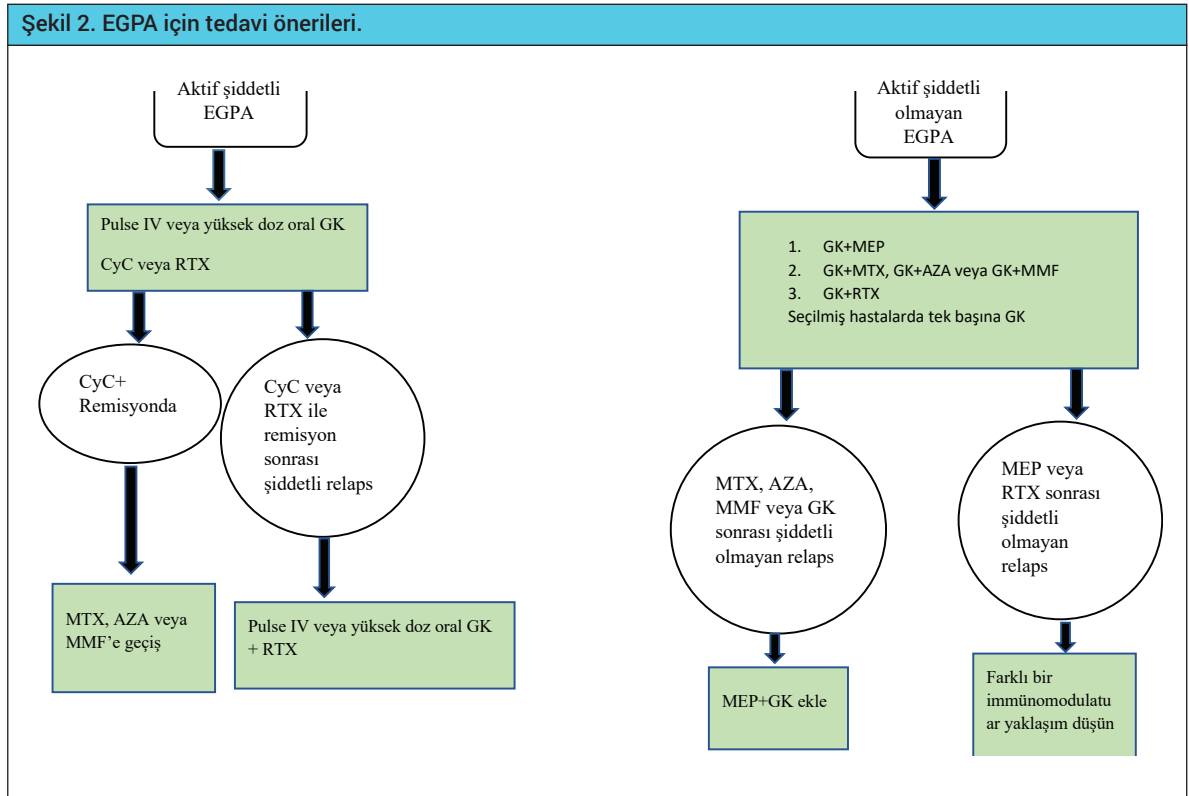 Şekil 2. EGPA için tedavi önerileri.
Aktif şiddetli
EGPA
Pulse IV veya yüksek doz oral GK
CyC veya RTX
CyC+
Remisyonda
CyC veya
RTX ile
remisyon
sonrası
şiddetli relaps
MTX, AZA veya
MMF’e geçiş
Pulse IV veya yüksek doz oral GK
+ RTX
Aktif şiddetli
olmayan
EGPA
1. GK+MEP
2. GK+MTX, GK+AZA veya GK+MMF
3. GK+RTX
Seçilmiş hastalarda tek başına GK
MTX, AZA,
MMF veya GK
sonrası şiddetli
olmayan relaps
MEP veya
RTX sonrası
şiddetli
olmayan
relaps
MEP+GK ekle
Farklı bir
immünomodulatu
ar yaklaşım düşün